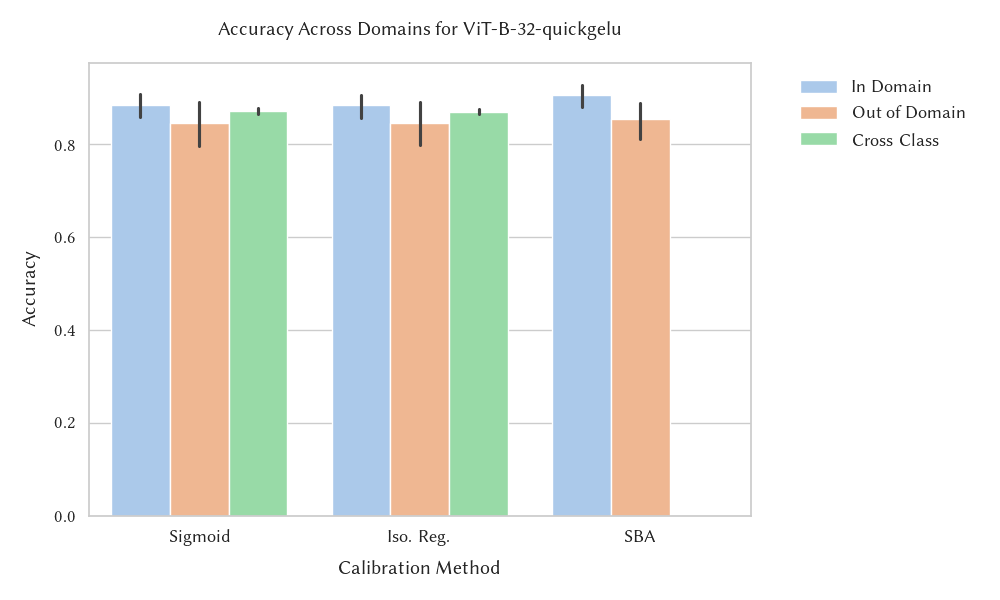 Accuracy Across Domains for ViT-B-32-quickgelu
In Domain
Out of Domain
Cross Class
Accuracy
0.8
0.6
0.4
0.2
0.0
Sigmoid
Iso. Reg.
SBA
Calibration Method